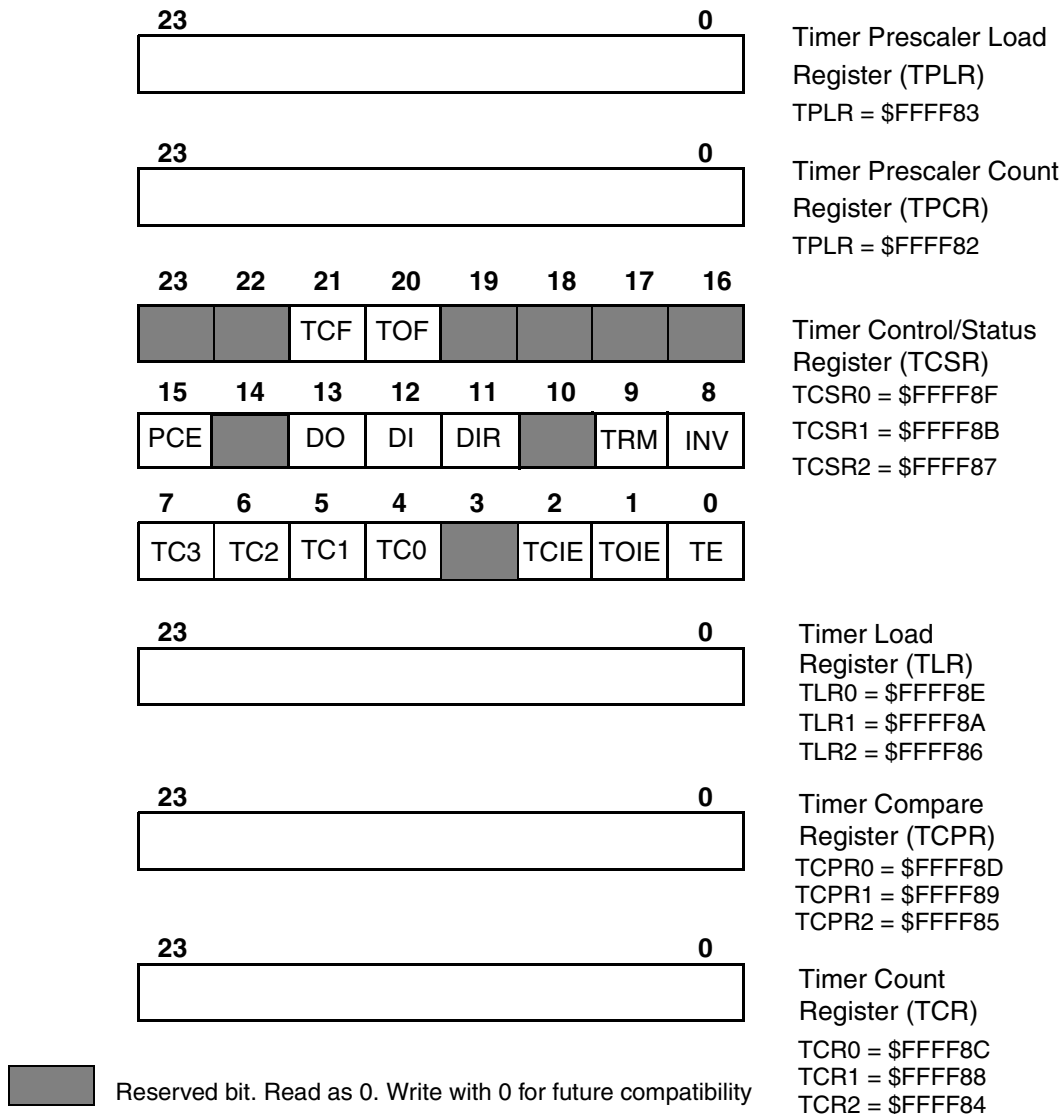 23 0
Timer Prescaler Load
Register (TPLR)
TPLR = $FFFF83
23 0
Timer Prescaler Count
Register (TPCR)
TPLR = $FFFF82
23 22 21 20 19 18 17 16
TCF TOF
Timer Control/Status
Register (TCSR)
TCSR0 = $FFFF8F
TCSR1 = $FFFF8B
TCSR2 = $FFFF87
15 14 13 12 11 10 9 8
PCE DO DI DIR TRM INV
7 6 5 4 3 2 1 0
TC3 TC2 TC1 TC0 TCIE TOIE TE
23 0
Timer Load
Register (TLR)
TLR0 = $FFFF8E
TLR1 = $FFFF8A
TLR2 = $FFFF86
23 0
Timer Compare
Register (TCPR)
TCPR0 = $FFFF8D
TCPR1 = $FFFF89
TCPR2 = $FFFF85
23 0
Timer Count
Register (TCR)
TCR0 = $FFFF8C
TCR1 = $FFFF88
TCR2 = $FFFF84
Reserved bit. Read as 0. Write with 0 for future compatibility